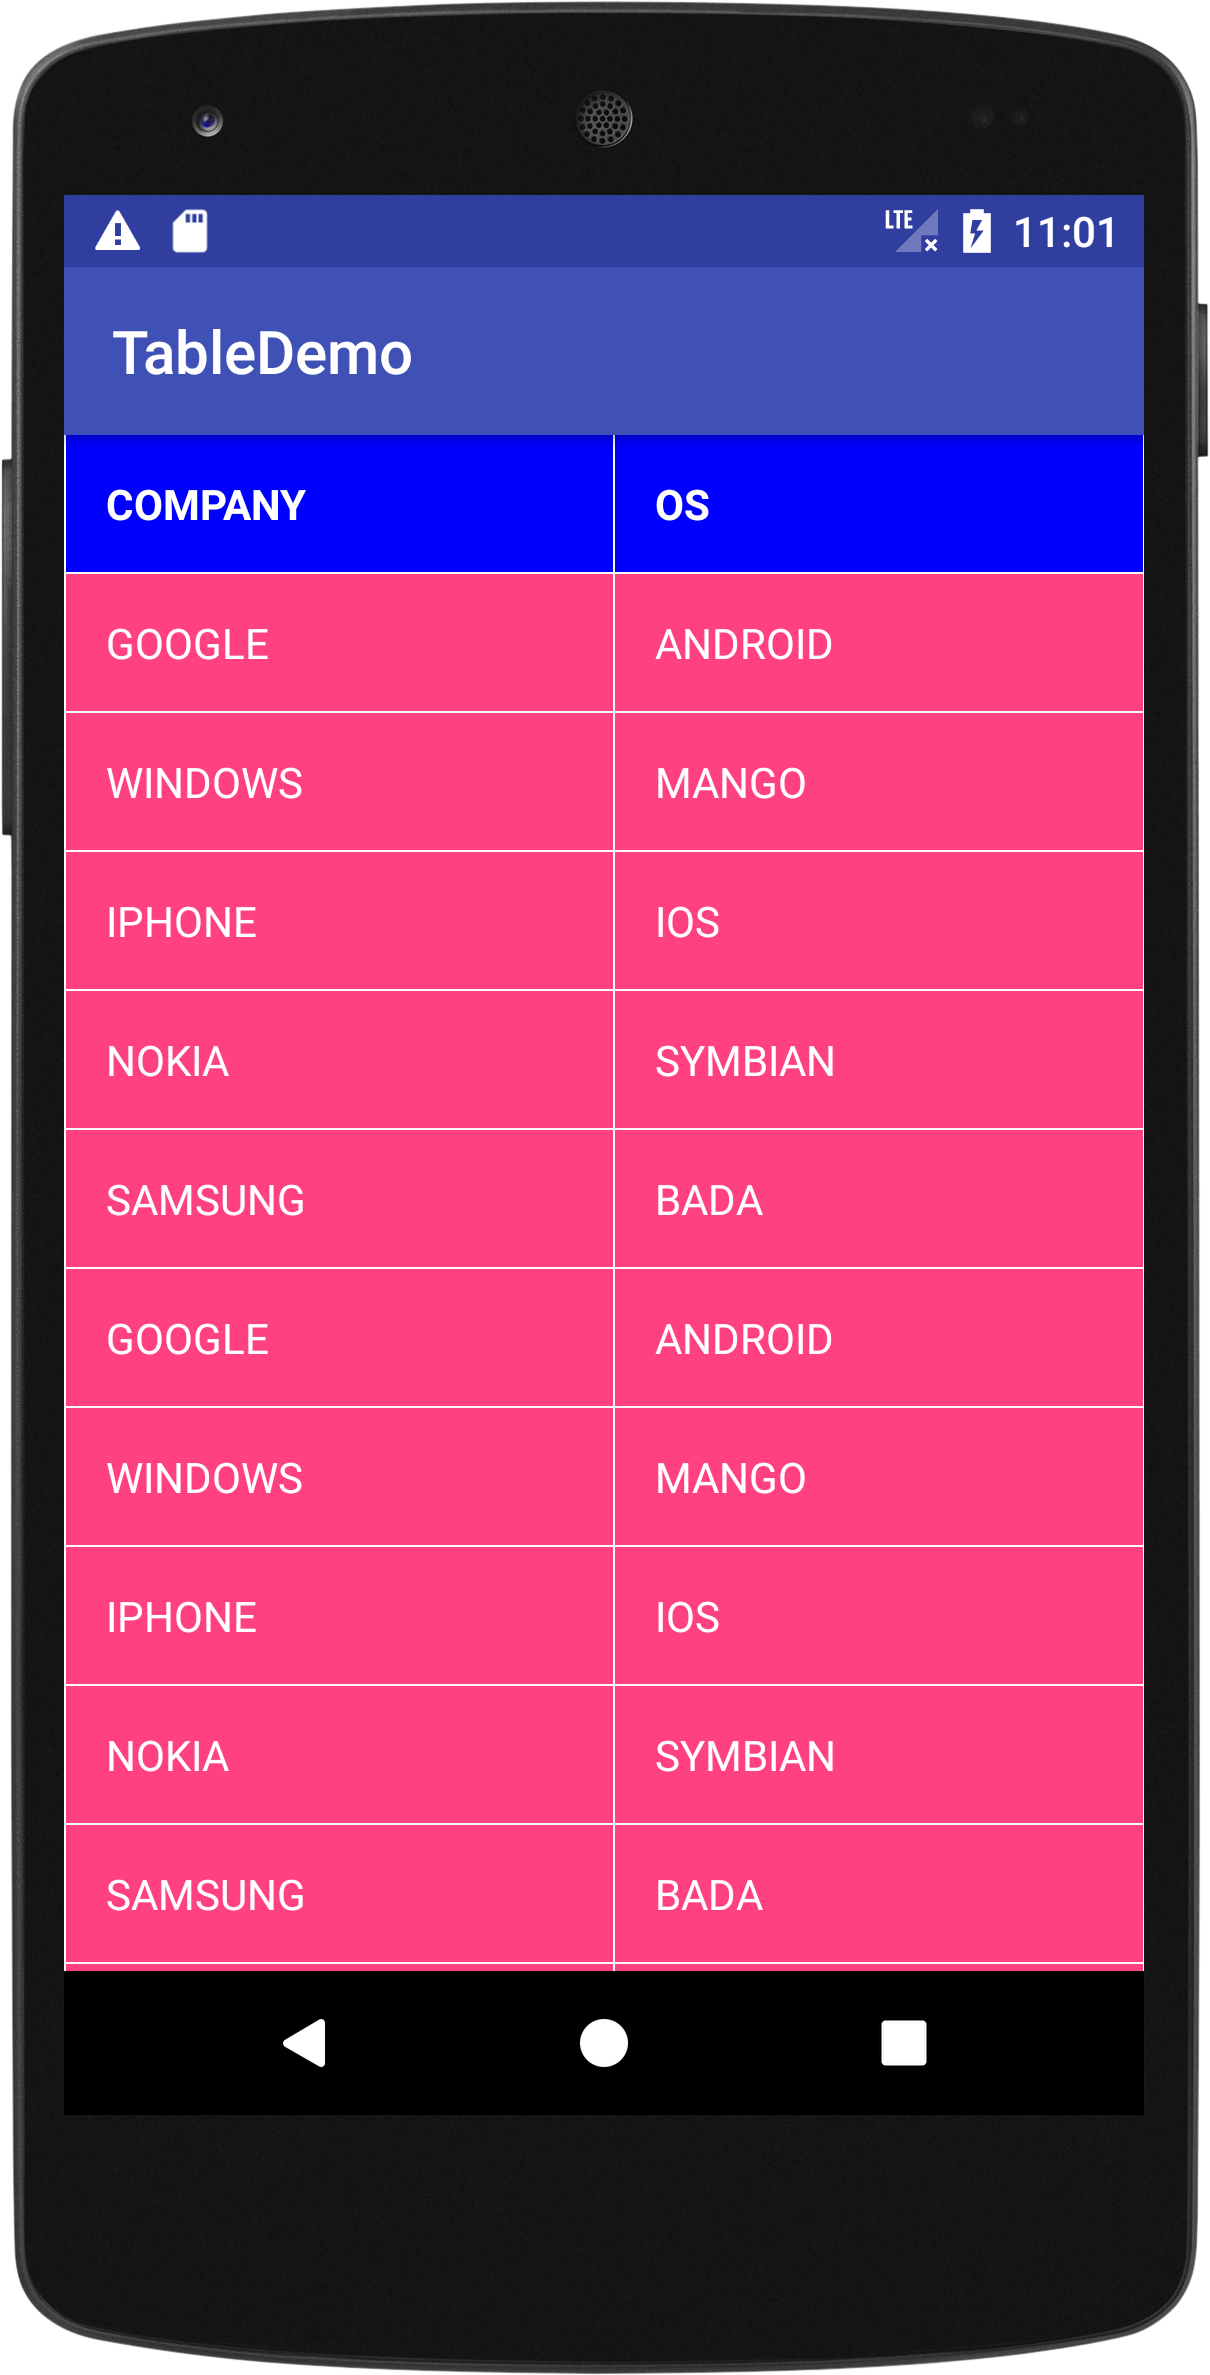 LTE 11:01
TableDemo
COMPANY OS
GOOGLE ANDROID
WINDOWS MANGO
IPHONE IOS
NOKIA SYMBIAN
SAMSUNG BADA
GOOGLE ANDROID
WINDOWS MANGO
IPHONE IOS
NOKIA SYMBIAN
SAMSUNG BADA